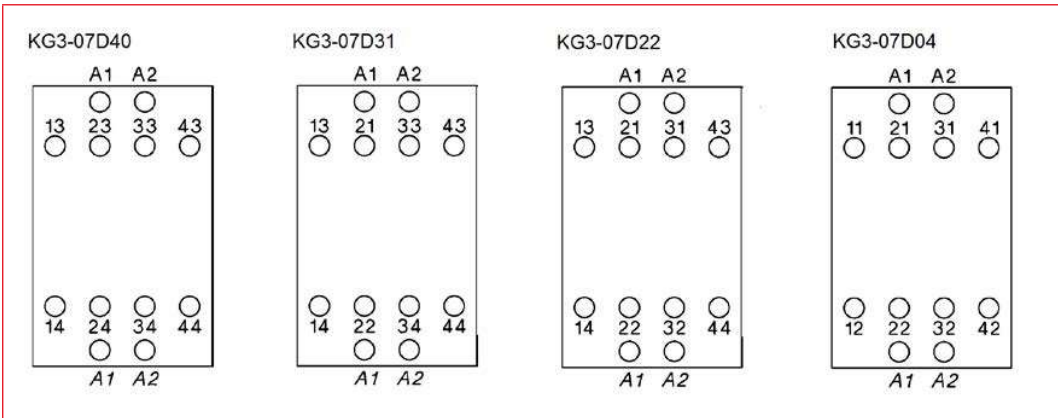 KG3-07D40 KG3-07D31 KG3-07D22 KG3-07D04
A1 A2 A1 A2 A1 A2 A1 A2
13 23 33 43 13 21 33 43 13 21 31 43 11 21 31 41
14 24 34 44 14 22 34 44 14 22 32 44 12 22 32 42
A1 A2 A1 A2 A1 A2 A1 A2